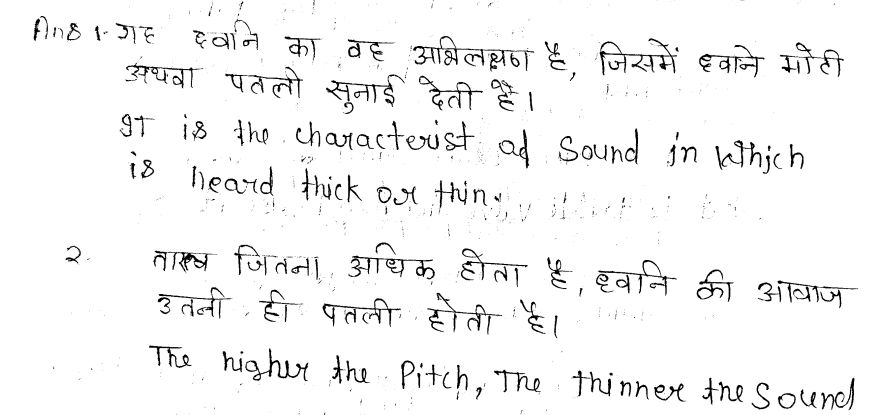 Ans 1. यह ध्वनि का वह अभिलक्षण है, जिसमें ध्वनि मोटी
अथवा पतली सुनाई देती है।
IT is the characterist ad Sound in Which
is heard thick or thin.
2. तारत्व जितना अधिक होता है, ध्वनि की आवाज
उतनी ही पतली होती है।
The higher the Pitch, The thinner the Sound